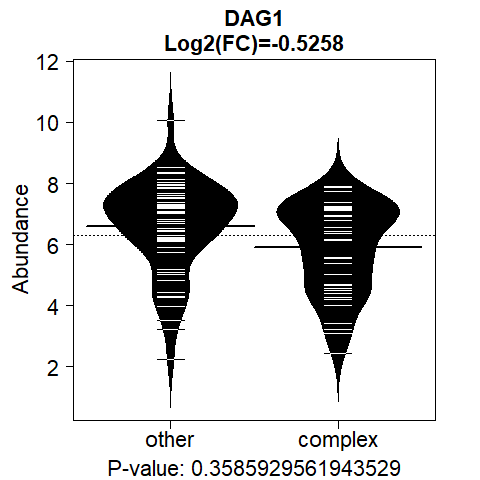 DAG1
Log2(FC)=-0.5258
Abundance
12
10
8
6
4
2
other complex
P-value: 0.3585929561943529